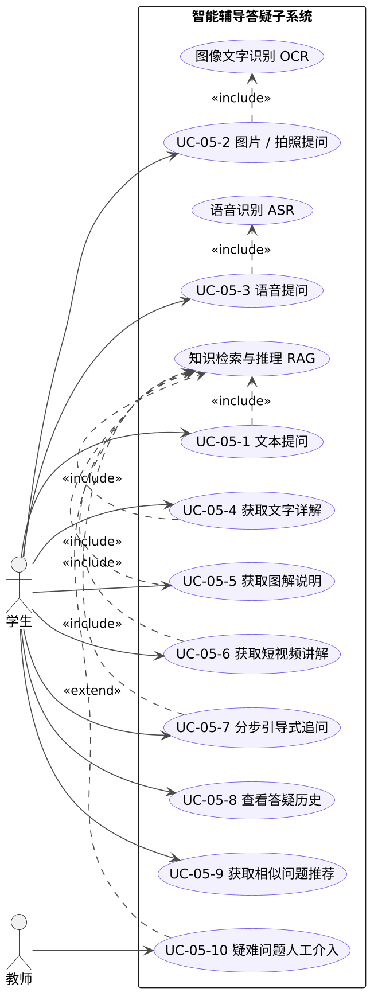 智能辅导答疑子系统
图像文字识别 OCR
«include»
UC-05-2 图片 / 拍照提问
语音识别 ASR
«include»
UC-05-3 语音提问
知识检索与推理 RAG
«include»
UC-05-1 文本提问
«include»
UC-05-4 获取文字详解
«include»
«include»
UC-05-5 获取图解说明
学生
«include»
UC-05-6 获取短视频讲解
«extend»
UC-05-7 分步引导式追问
UC-05-8 查看答疑历史
UC-05-9 获取相似问题推荐
UC-05-10 疑难问题人工介入
教师